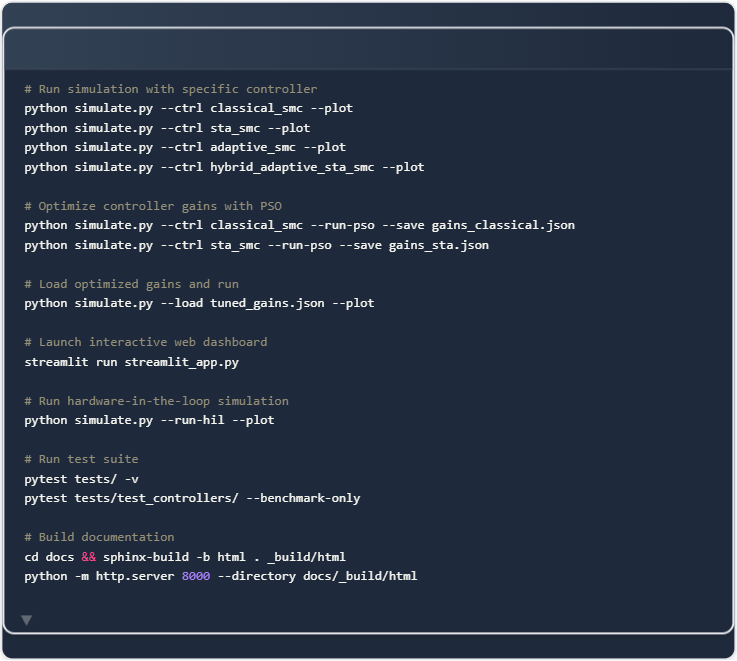 # Run simulation with specific controller
python simulate.py --ctrl classical_smc --plot
python simulate.py --ctrl sta_smc --plot
python simulate.py --ctrl adaptive_smc --plot
python simulate.py --ctrl hybrid_adaptive_sta_smc --plot
# Optimize controller gains with PSO
python simulate.py --ctrl classical_smc --run-pso --save gains_classical.json
python simulate.py --ctrl sta_smc --run-pso --save gains_sta.json
# Load optimized gains and run
python simulate.py --load tuned_gains.json --plot
# Launch interactive web dashboard
streamlit run streamlit_app.py
# Run hardware-in-the-loop simulation
python simulate.py --run-hil --plot
# Run test suite
pytest tests/ -v
pytest tests/test_controllers/ --benchmark-only
# Build documentation
cd docs && sphinx-build -b html . _build/html
python -m http.server 8000 --directory docs/_build/html